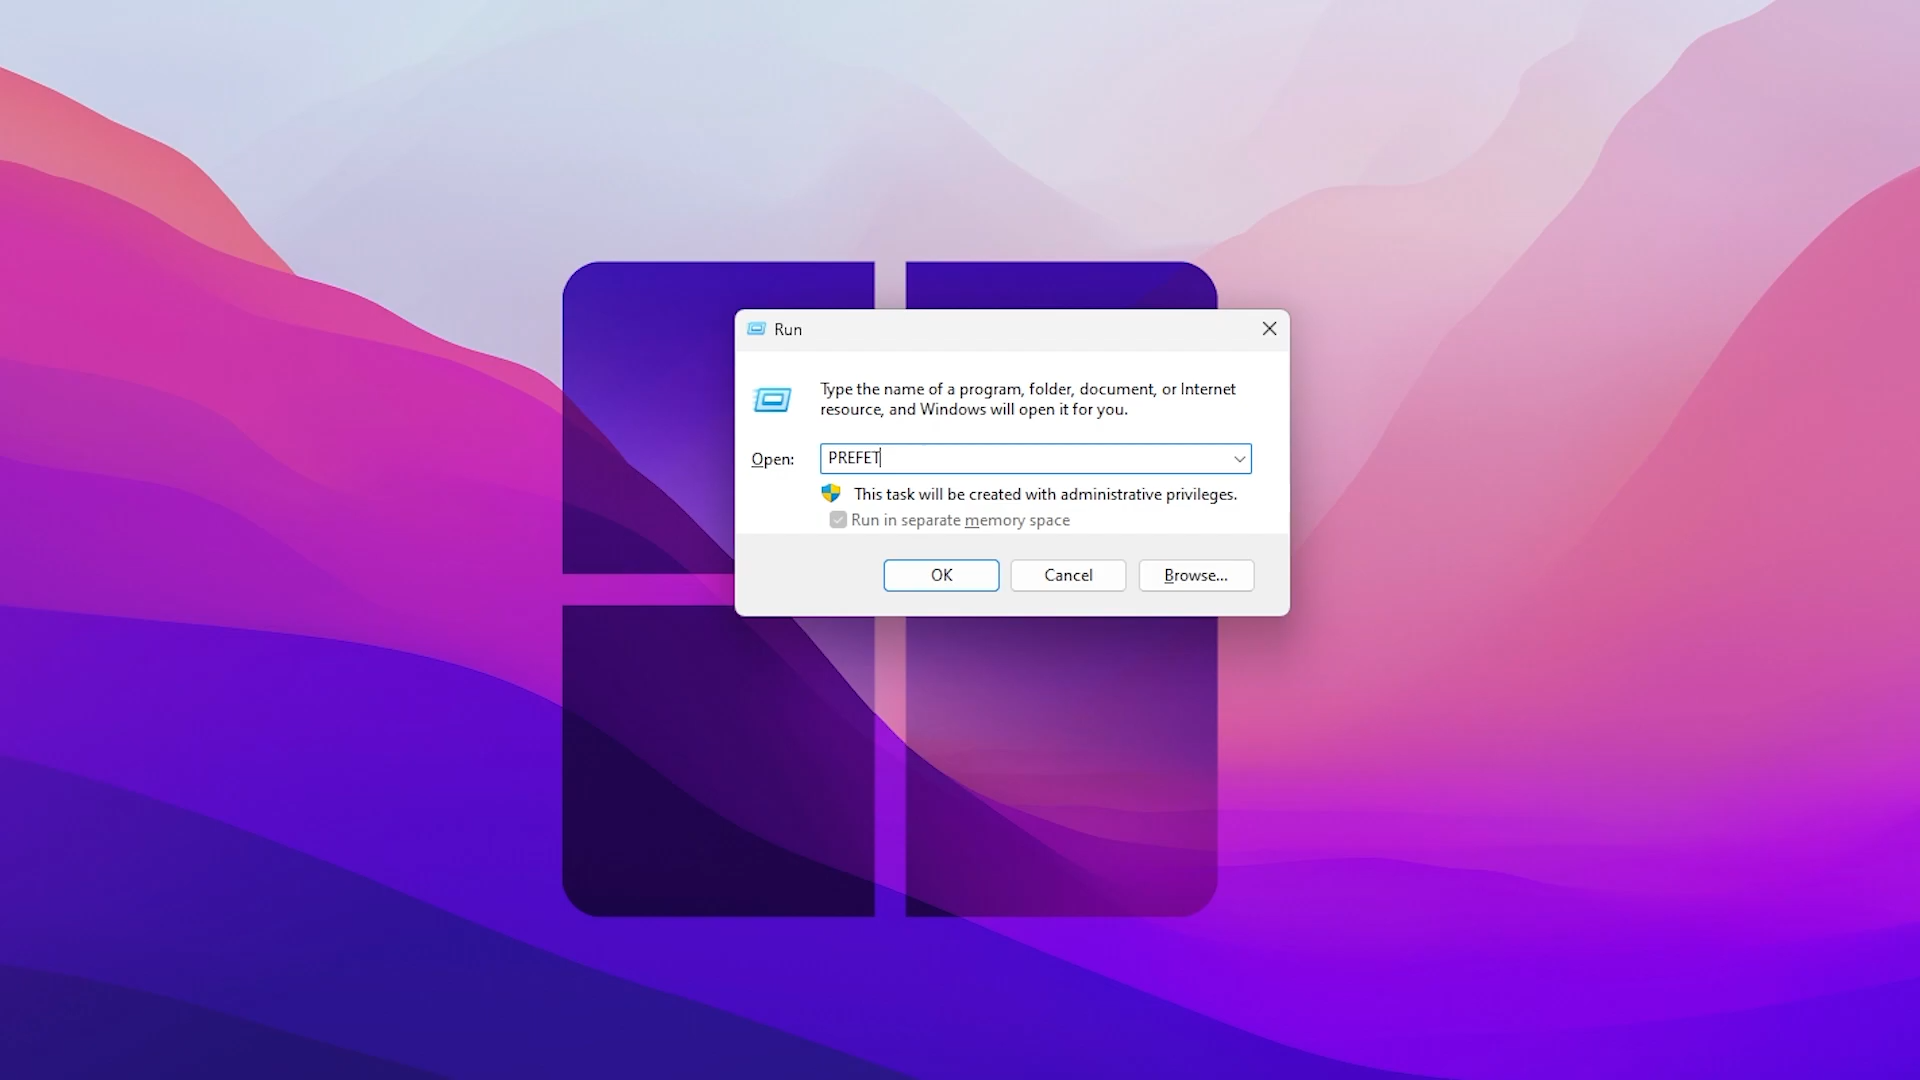 Run
Type the name of a program, folder, document, or Internet
resource, and Windows will open it for you.
Open: PREFET
This task will be created with administrative privileges.
Run in separate memory space
OK Cancel Browse...